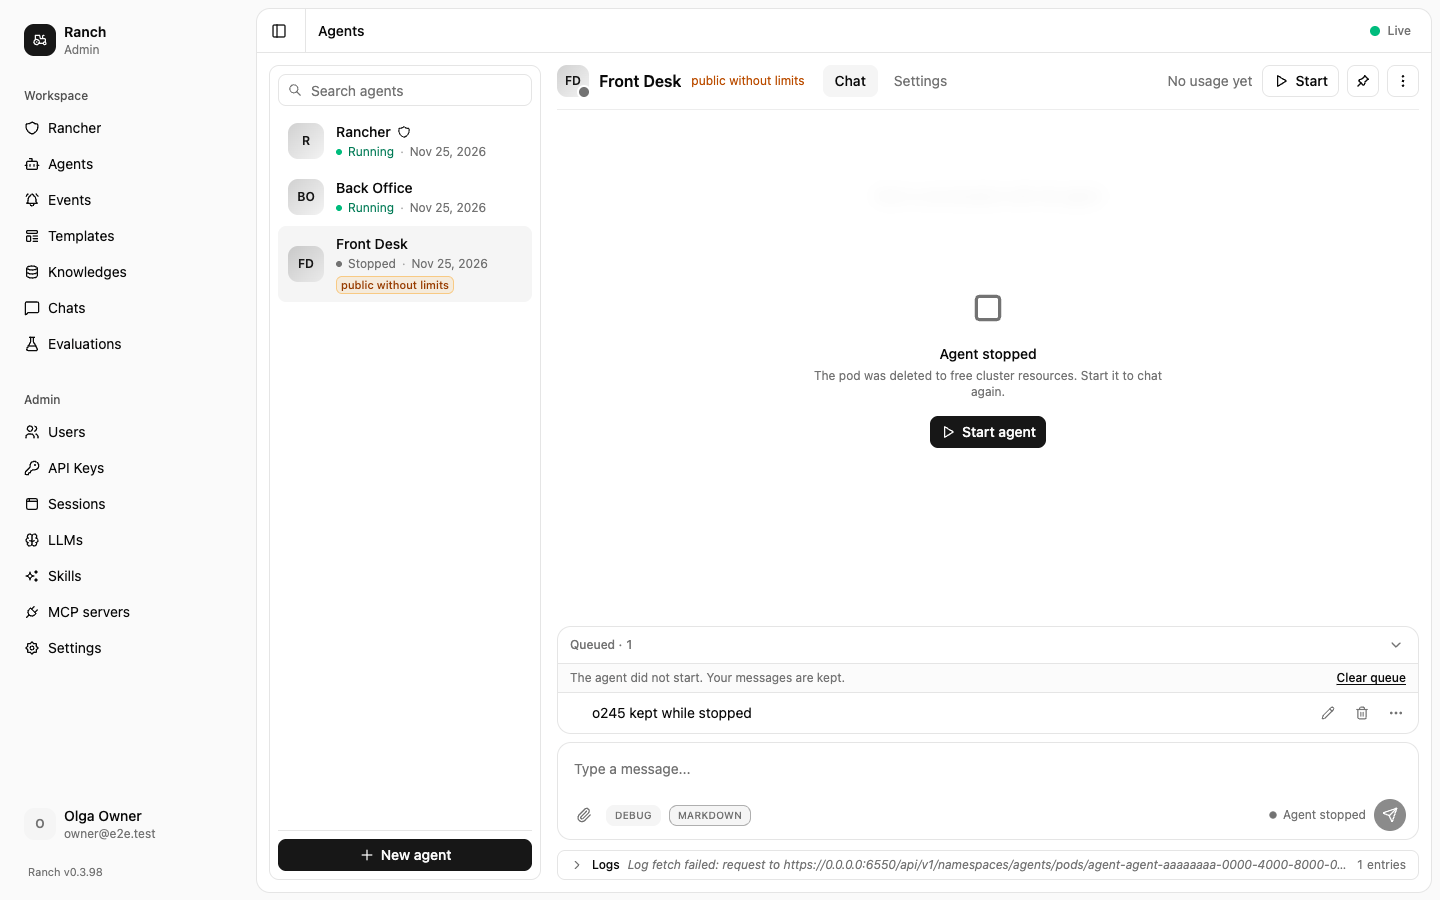 Ranch
Admin
Workspace
Rancher
Agents
Events
Templates
Knowledges
Chats
Evaluations
Admin
Users
API Keys
Sessions
LLMs
Skills
MCP servers
Settings
O
Olga Owner
owner@e2e.test
Ranch v0.3.98
Agents
Live
Search agents
R
Rancher
Running · Nov 25, 2026
BO
Back Office
Running · Nov 25, 2026
FD
Front Desk
Stopped · Nov 25, 2026
public without limits
New agent
FD
Front Desk
public without limits
Chat
Settings
No usage yet
Start
Agent stopped
The pod was deleted to free cluster resources. Start it to chat
again.
Start agent
Queued · 1
The agent did not start. Your messages are kept.
Clear queue
o245 kept while stopped
Type a message...
DEBUG
MARKDOWN
Agent stopped
Logs
Log fetch failed: request to https://0.0.0.0:6550/api/v1/namespaces/agents/pods/agent-agent-aaaaaaaa-0000-4000-8000-0...
1 entries